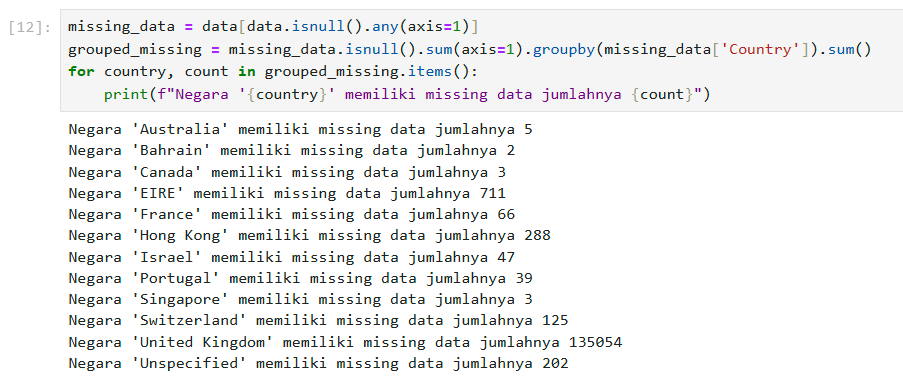 [12]: missing_data = data[data.isnull().any(axis=1)]
grouped_missing = missing_data.isnull().sum(axis=1).groupby(missing_data['Country']).sum()
for country, count in grouped_missing.items():
    print(f"Negara '{country}' memiliki missing data jumlahnya {count}")
Negara 'Australia' memiliki missing data jumlahnya 5
Negara 'Bahrain' memiliki missing data jumlahnya 2
Negara 'Canada' memiliki missing data jumlahnya 3
Negara 'EIRE' memiliki missing data jumlahnya 711
Negara 'France' memiliki missing data jumlahnya 66
Negara 'Hong Kong' memiliki missing data jumlahnya 288
Negara 'Israel' memiliki missing data jumlahnya 47
Negara 'Portugal' memiliki missing data jumlahnya 39
Negara 'Singapore' memiliki missing data jumlahnya 3
Negara 'Switzerland' memiliki missing data jumlahnya 125
Negara 'United Kingdom' memiliki missing data jumlahnya 135054
Negara 'Unspecified' memiliki missing data jumlahnya 202